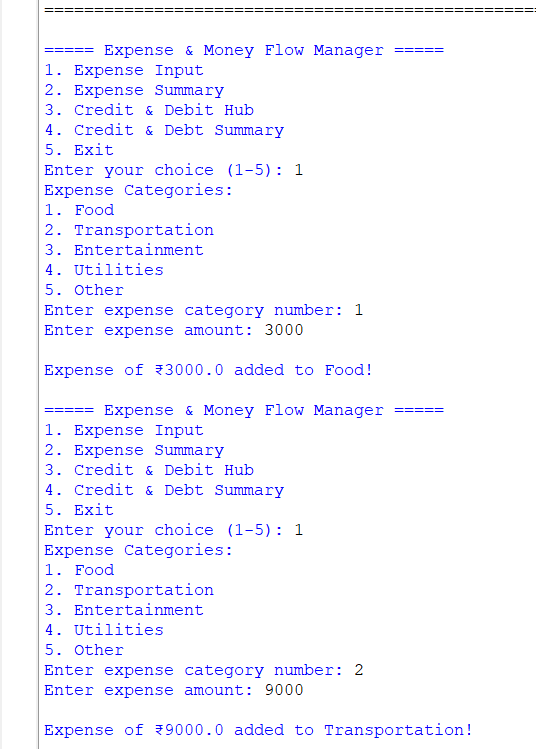 ==================================================
===== Expense & Money Flow Manager =====
1. Expense Input
2. Expense Summary
3. Credit & Debit Hub
4. Credit & Debt Summary
5. Exit
Enter your choice (1-5): 1
Expense Categories:
1. Food
2. Transportation
3. Entertainment
4. Utilities
5. Other
Enter expense category number: 1
Enter expense amount: 3000
Expense of ₹3000.0 added to Food!
===== Expense & Money Flow Manager =====
1. Expense Input
2. Expense Summary
3. Credit & Debit Hub
4. Credit & Debt Summary
5. Exit
Enter your choice (1-5): 1
Expense Categories:
1. Food
2. Transportation
3. Entertainment
4. Utilities
5. Other
Enter expense category number: 2
Enter expense amount: 9000
Expense of ₹9000.0 added to Transportation!